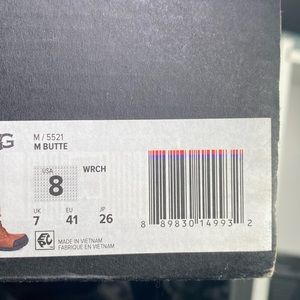 G
M / 5521
M BUTTE
USA
8
WRCH
UK EU JP
7 41 26
MADE IN VIETNAM
FABRIQUE EN VIETNAM
8 89830 14993 2